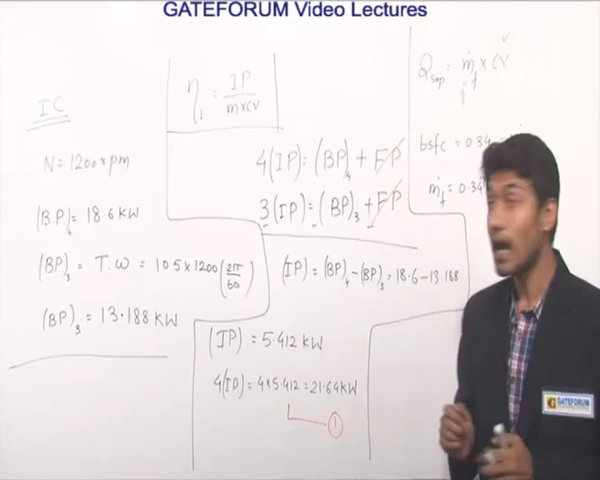 GATEFORUM Video Lectures
IC
N = 1200 rpm
(B.P.)₄ = 18.6 KW
(BP)₃ = T.W = 105 x 1200 (2π/60)
(BP)₃ = 13.188 KW
η = IP/m x CV
4(IP) = (BP)₄ + FP
3(IP) = (BP)₃ + FP
(IP) = (BP)₄ - (BP)₃ = 18.6 - 13.188
(IP) = 5.412 KW
4(IP) = 4 x 5.412 = 21.64 KW
1
Q̇sup = ṁf x CV
bsfc = 0.34
ṁf = 0.34
GATEFORUM